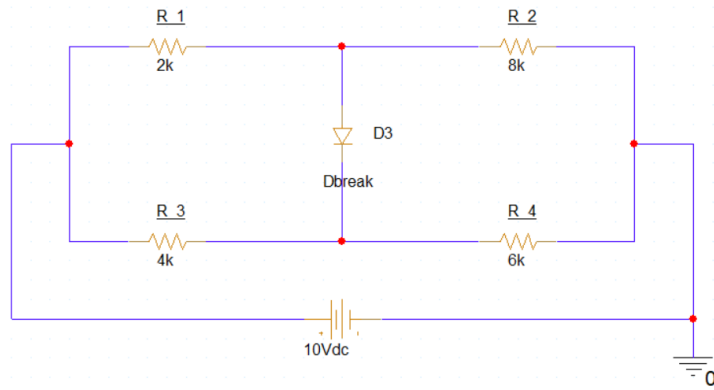 R_1
R_2
2k
8k
D3
Dbreak
R_3
R_4
4k
6k
+ -
10Vdc
0